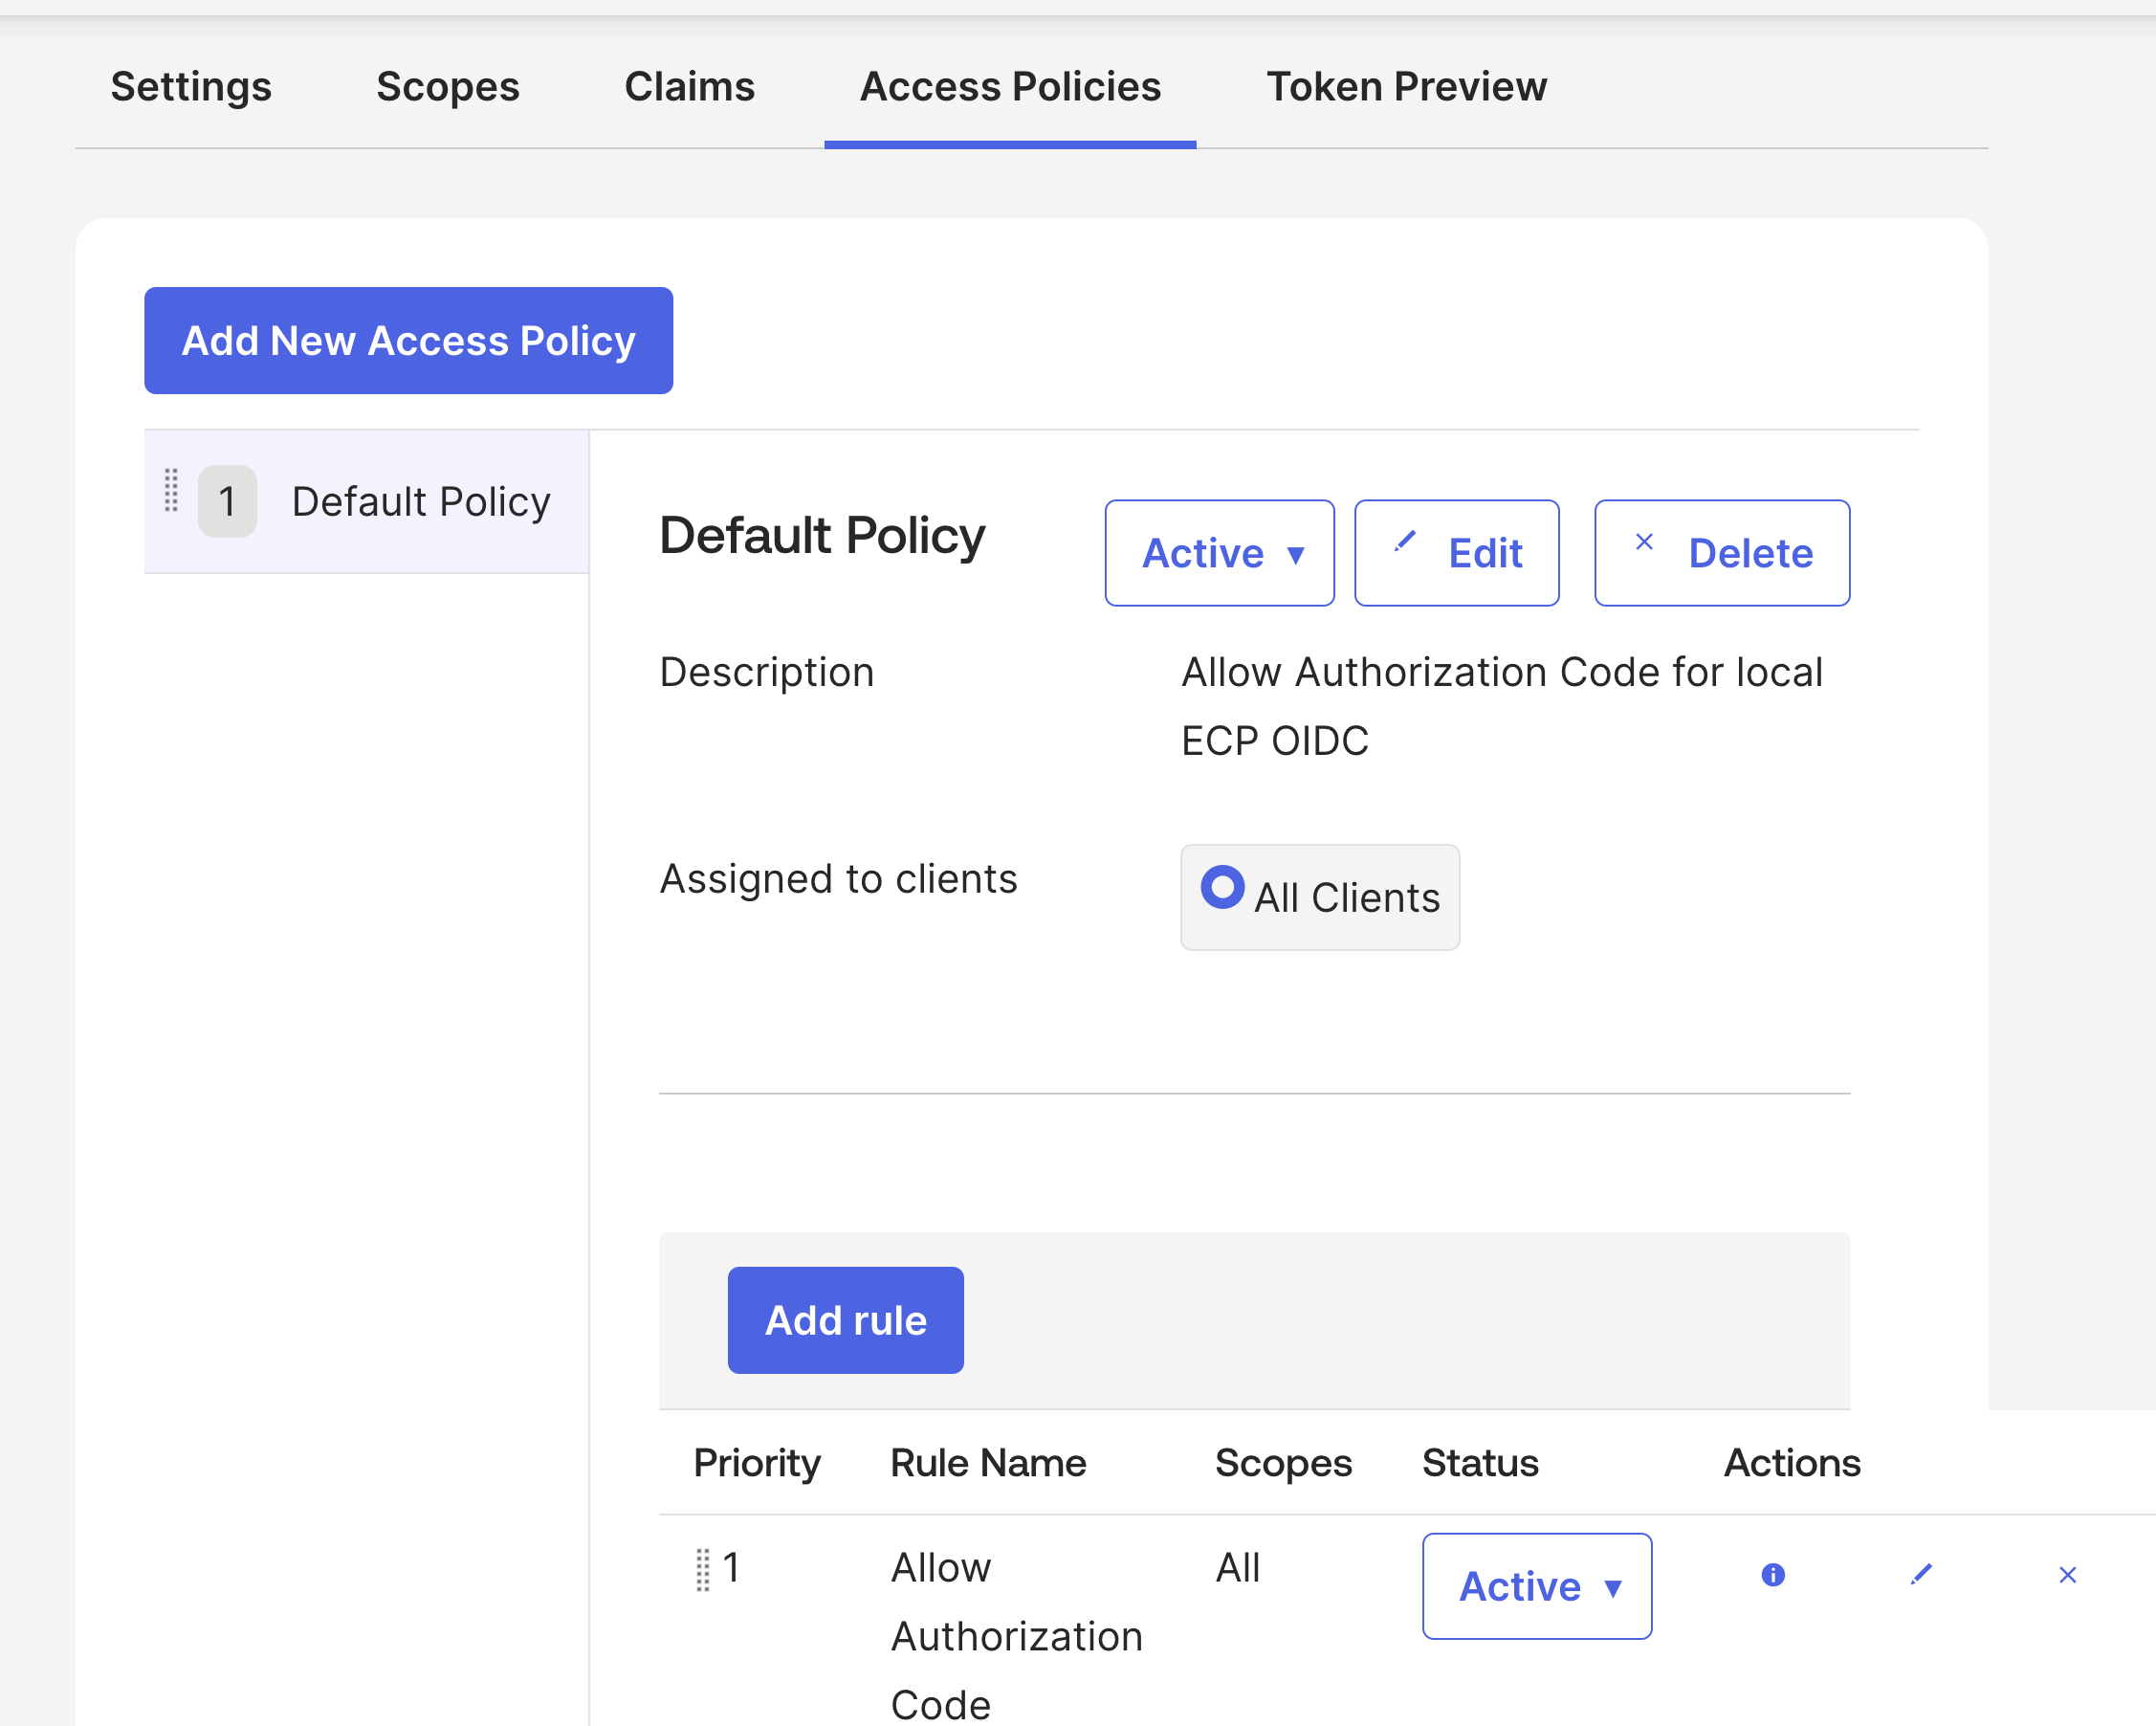 Settings Scopes Claims Access Policies Token Preview
Add New Access Policy
1 Default Policy
Default Policy
Active ▼ Edit Delete
Description
Allow Authorization Code for local
ECP OIDC
Assigned to clients
All Clients
Add rule
Priority Rule Name Scopes Status Actions
1 Allow All Active ▼
Authorization
Code